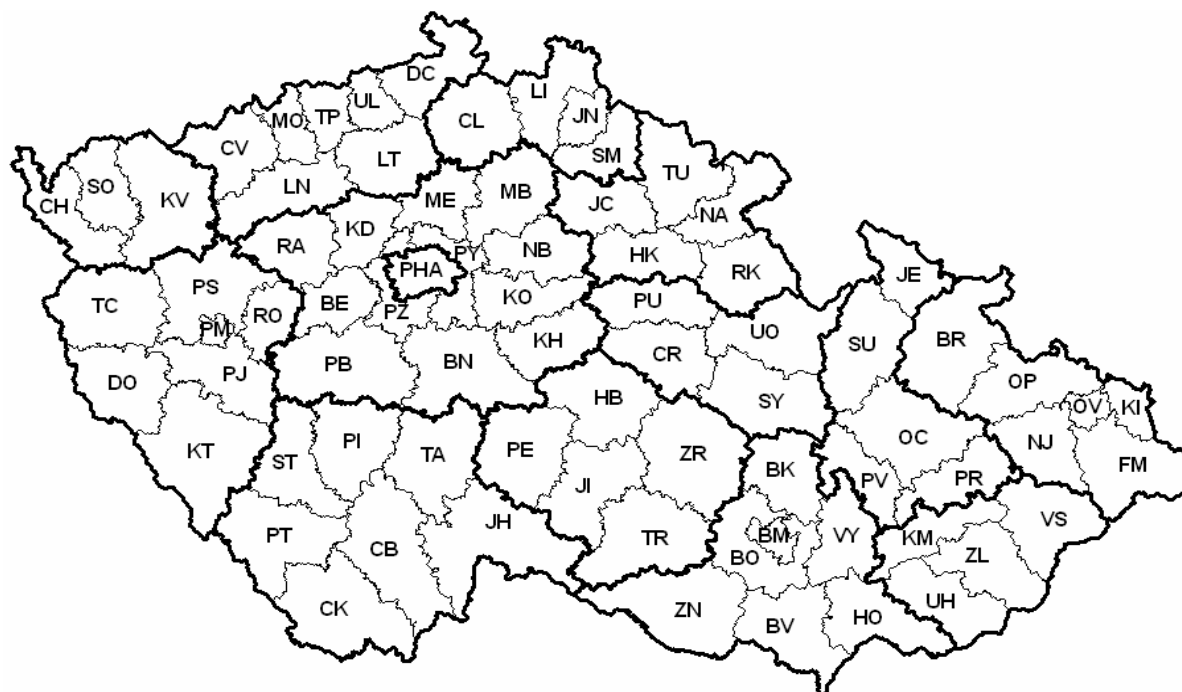 DC
LI
UL
JN
MO
TP
CL
CV
LT
SM
TU
SO
LN
MB
KV
ME
JC
CH
NA
KD
RA
NB
PY
HK
RK
PHA
JE
PS
KO
TC
BE
RO
PZ
PU
PM
UO
BR
SU
KH
CR
PB
BN
PJ
OP
DO
HB
SY
KI
OV
OC
NJ
PI
KT
ST
TA
PE
ZR
FM
BK
PV
PR
JI
JH
VS
PT
TR
BM
VY
KM
CB
BO
ZL
CK
UH
ZN
HO
BV